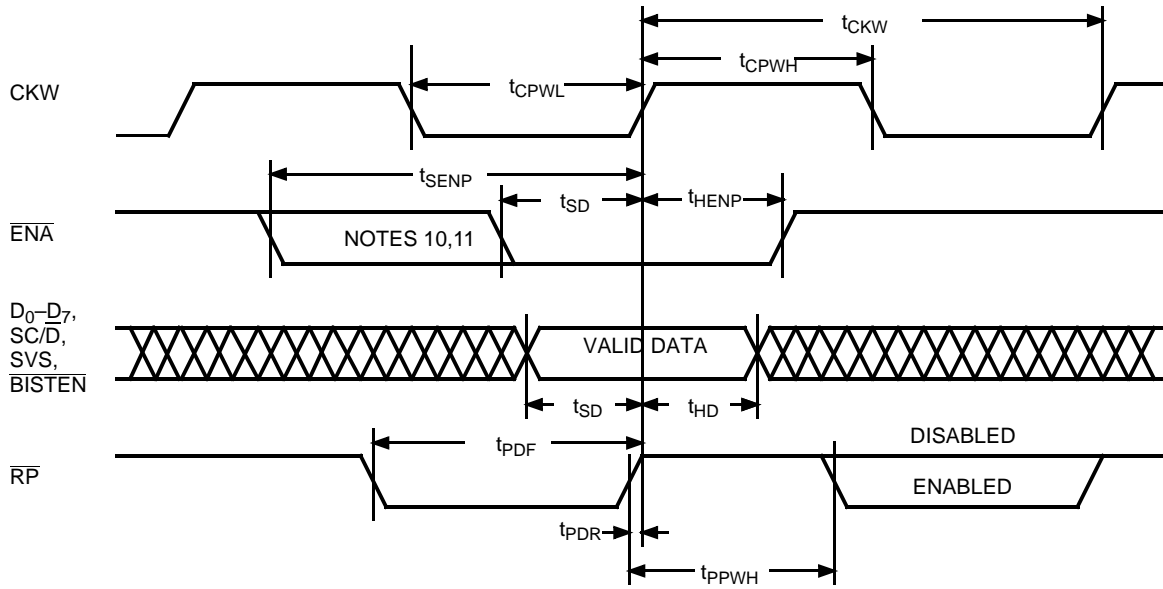 tCKW
tCPWH
CKW
tCPWL
tSENP
tSD
tHENP
ENA
NOTES 10,11
D0–D7,
SC/D,
SVS,
BISTEN
VALID DATA
tSD
tHD
tPDF
DISABLED
RP
ENABLED
tPDR
tPPWH